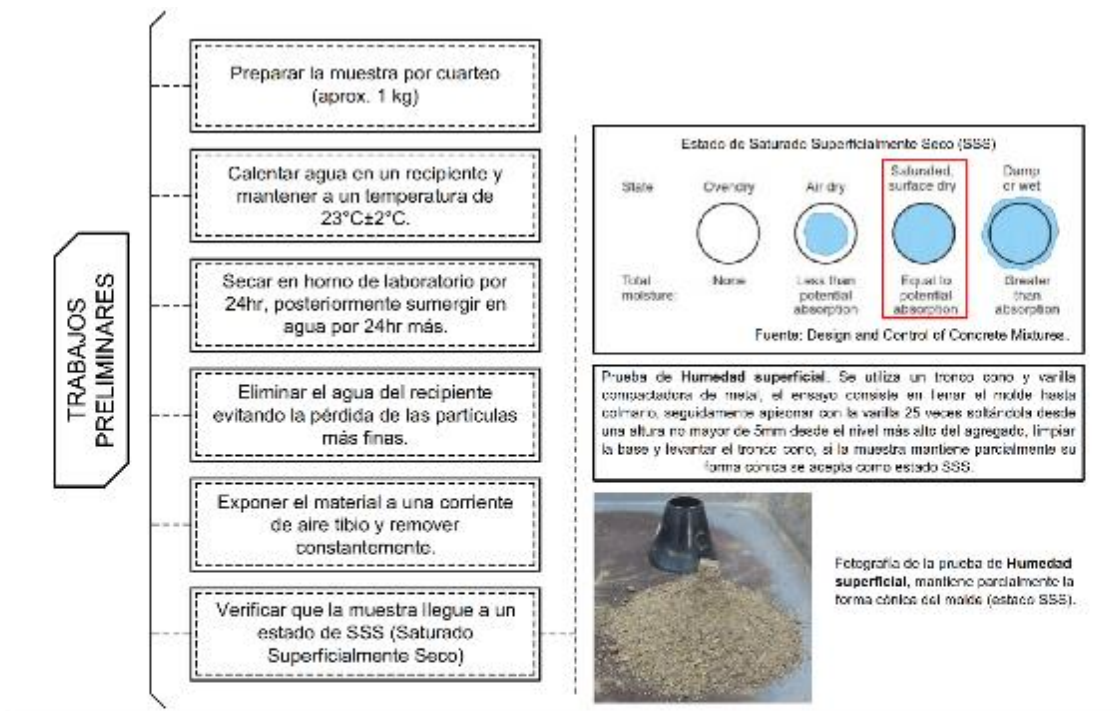 TRABAJOS
PRELIMINARES
Preparar la muestra por cuarteo
(aprox. 1 kg)
Calentar agua en un recipiente y
mantener a un temperatura de
23°C±2°C.
Secar en horno de laboratorio por
24hr, posteriormente sumergir en
agua por 24hr más.
Eliminar el agua del recipiente
evitando la pérdida de las partículas
más finas.
Exponer el material a una corriente
de aire tibio y remover
constantemente.
Verificar que la muestra llegue a un
estado de SSS (Saturado
Superficialmente Seco)
Estado de Saturado Superficialmente Seco (SSS)
State
Ovendry
Air dry
Saturated,
surface dry
Damp
or wet
Total
moisture:
None
Less than
potential
absorption
Equal to
potential
absorption
Greater
than
absorption
Fuente: Design and Control of Concrete Mixtures.
Prueba de Humedad superficial. Se utiliza un tronco cono y varilla
compactadora de metal, el ensayo consiste en llenar el molde hasta
colmarlo, seguidamente apisonar con la varilla 25 veces soltándola desde
una altura no mayor de 5mm desde el nivel más alto del agregado, limpiar
la base y levantar el tronco cono, si la muestra mantiene parcialmente su
forma cónica se acepta como estado SSS.
Fotografía de la prueba de Humedad
superficial, mantiene parcialmente la
forma cónica del molde (estado SSS).